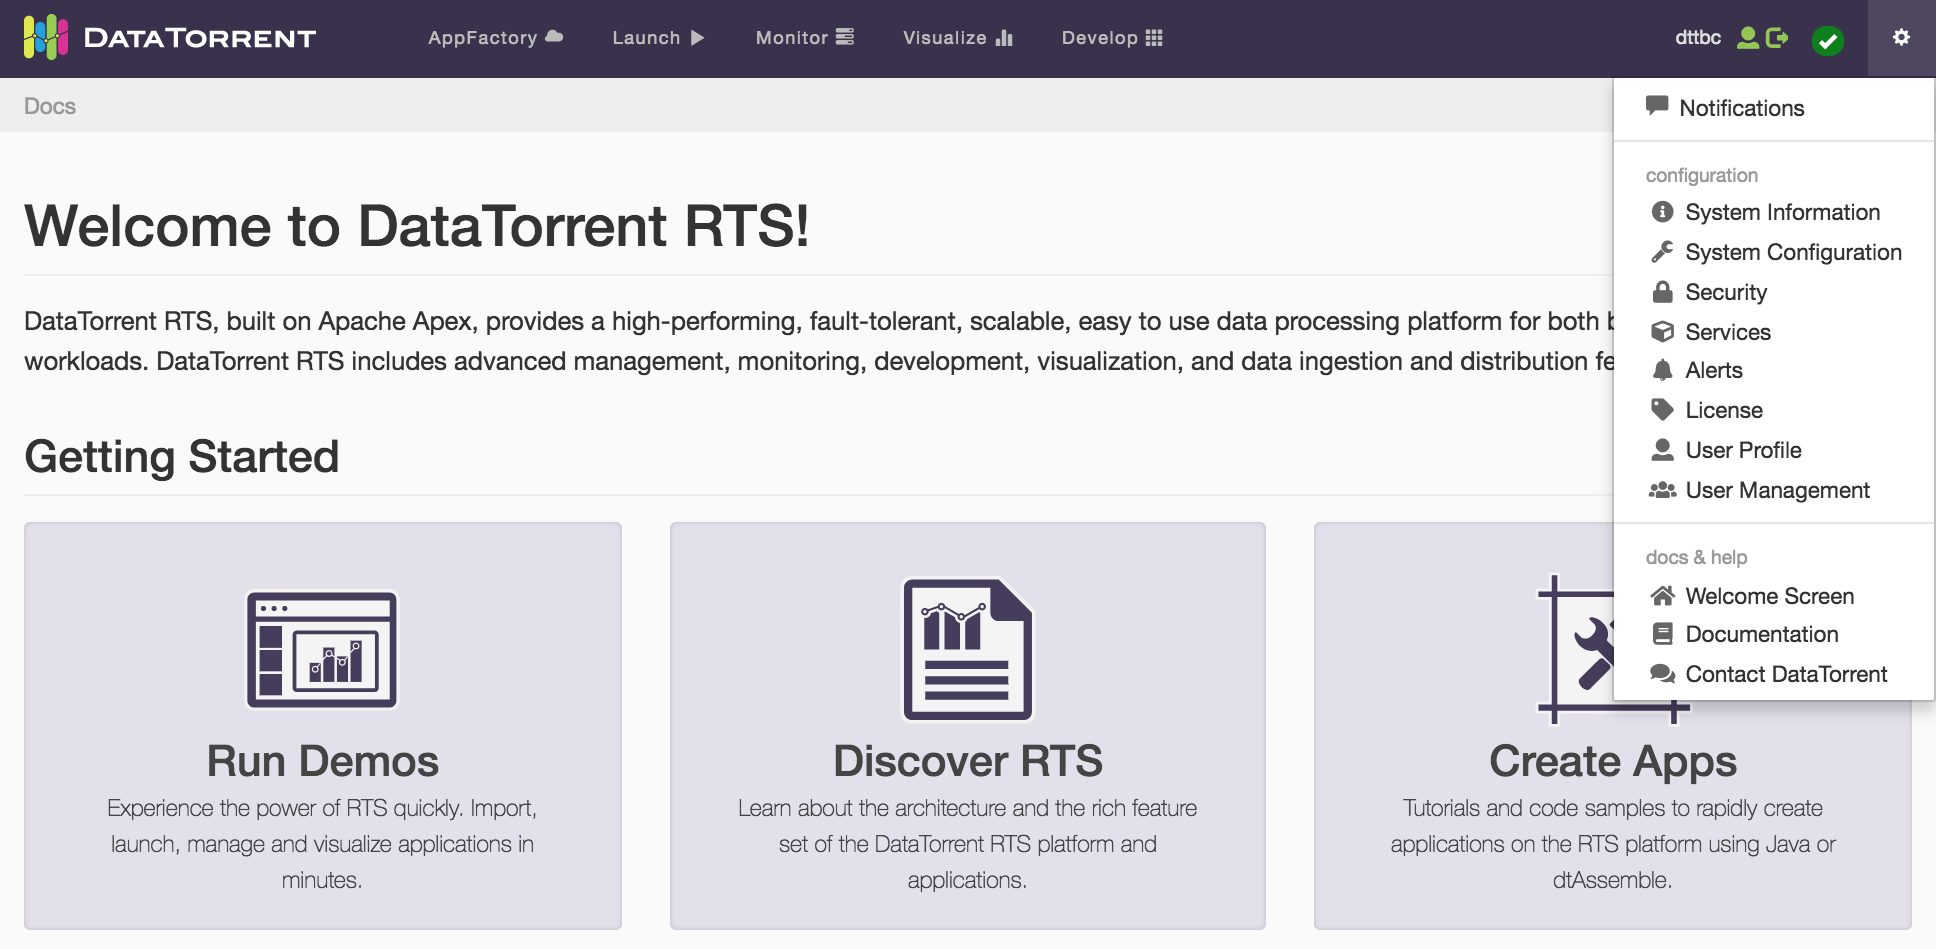 DATATORRENT
AppFactory
Launch
Monitor
Visualize
Develop
dttbc
Docs
Notifications
configuration
System Information
System Configuration
Security
Services
Alerts
License
User Profile
User Management
docs & help
Welcome Screen
Documentation
Contact DataTorrent
Welcome to DataTorrent RTS!
DataTorrent RTS, built on Apache Apex, provides a high-performing, fault-tolerant, scalable, easy to use data processing platform for both
workloads. DataTorrent RTS includes advanced management, monitoring, development, visualization, and data ingestion and distribution
Getting Started
Run Demos
Experience the power of RTS quickly. Import,
launch, manage and visualize applications in
minutes.
Discover RTS
Learn about the architecture and the rich feature
set of the DataTorrent RTS platform and
applications.
Create Apps
Tutorials and code samples to rapidly create
applications on the RTS platform using Java or
dtAssemble.